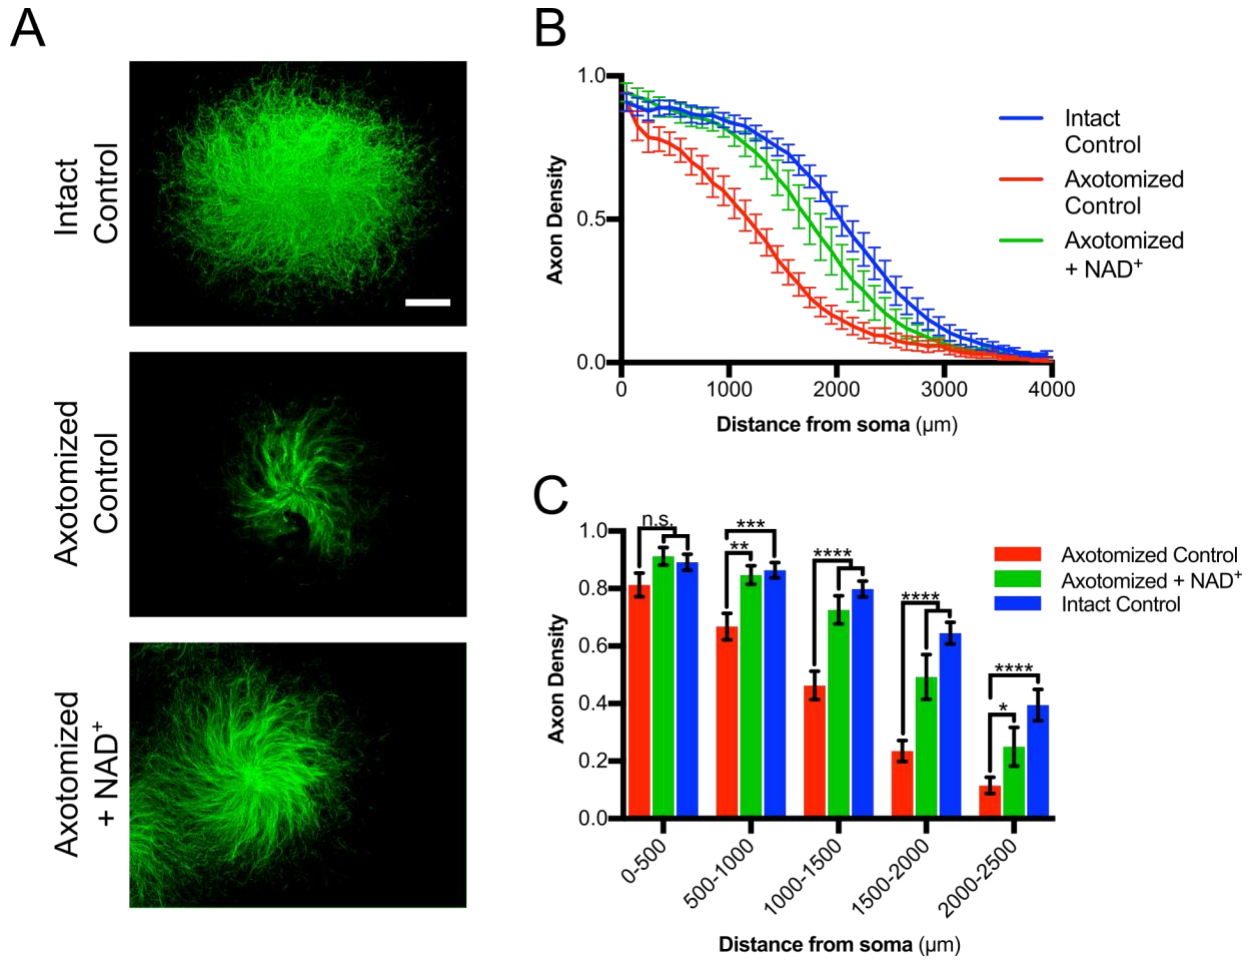 A
Intact
Control
Axotomized
Control
Axotomized
+ NAD+
B
1.0
0.5
0.0
Axon Density
0 1000 2000 3000 4000
Distance from soma (µm)
Intact
Control
Axotomized
Control
Axotomized
+ NAD+
C
1.0
0.8
0.6
0.4
0.2
0.0
Axon Density
n.s.
***
**
****
****
****
*
0-500 500-1000 1000-1500 1500-2000 2000-2500
Distance from soma (µm)
Axotomized Control
Axotomized + NAD+
Intact Control